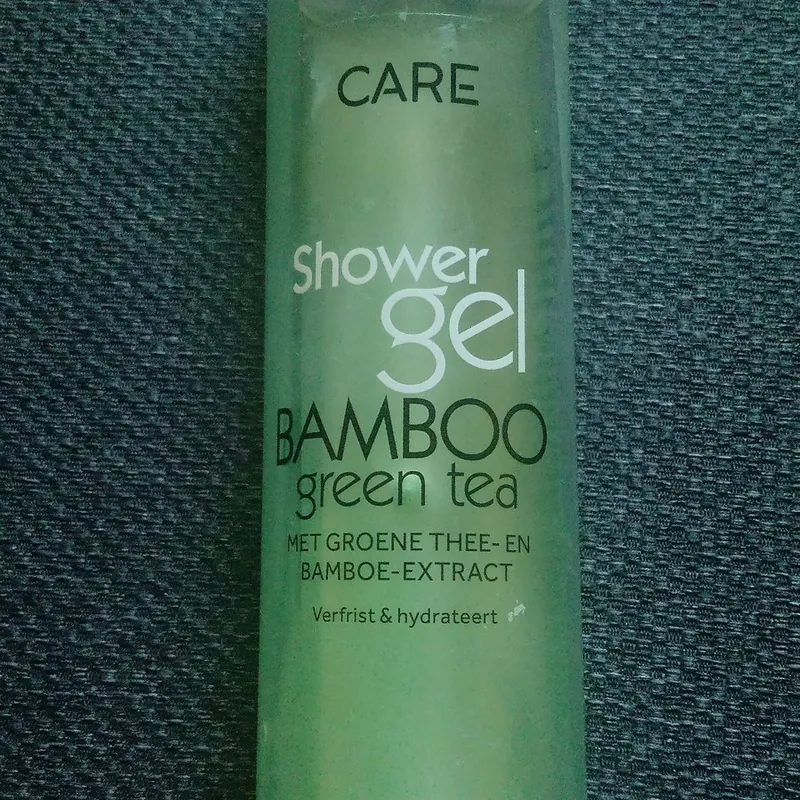 CARE
Shower
gel
BAMBOO
green tea
MET GROENE THEE- EN
BAMBOE-EXTRACT
Verfrist & hydrateert